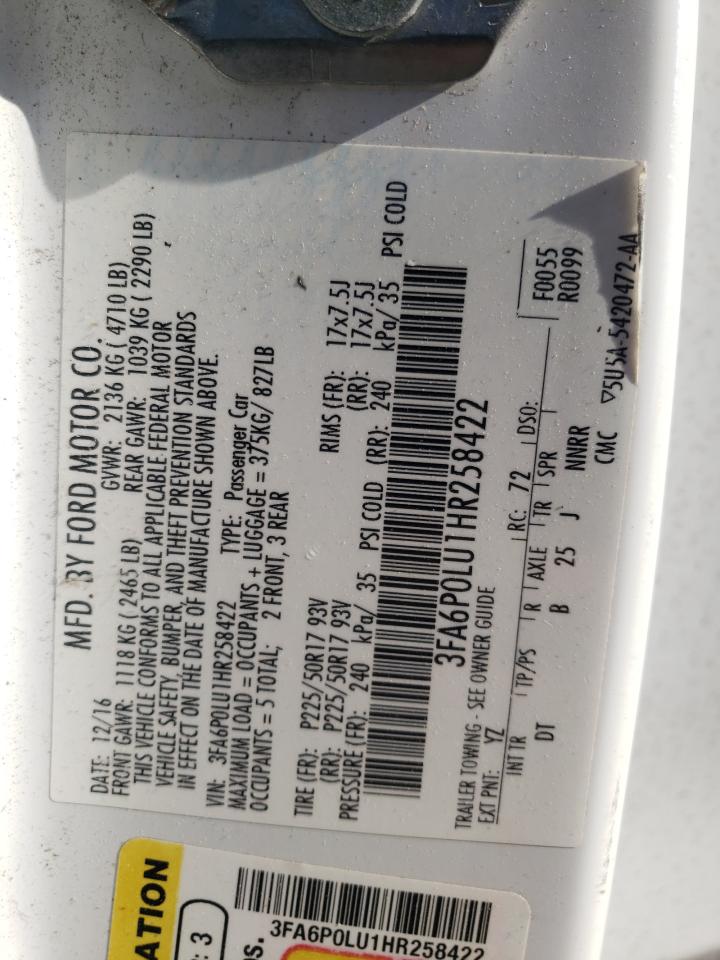 MFD. BY FORD MOTOR CO.
DATE: 12/16 GVWR: 2136 KG ( 4710 LB)
FRONT GAWR: 1118 KG ( 2465 LB) REAR GAWR: 1039 KG ( 2290 LB)
THIS VEHICLE CONFORMS TO ALL APPLICABLE FEDERAL MOTOR
VEHICLE SAFETY, BUMPER, AND THEFT PREVENTION STANDARDS
IN EFFECT ON THE DATE OF MANUFACTURE SHOWN ABOVE.
VIN: 3FA6P0LU1HR258422 TYPE: Passenger Car
MAXIMUM LOAD = OCCUPANTS + LUGGAGE = 375KG/ 827LB
OCCUPANTS = 5 TOTAL; 2 FRONT, 3 REAR
TIRE (FR): P225/50R17 93V RIMS (FR): 17x7.5J
(RR): P225/50R17 93V (RR): 17x7.5J
PRESSURE (FR): 240 kPa/ 35 PSI COLD (RR): 240 kPa/ 35 PSI COLD
3FA6P0LU1HR258422
TRAILER TOWING - SEE OWNER GUIDE
EXT PNT: YZ RC: 72 DSO: F0055
R0099
INT TR TP/PS R AXLE TR SPR
DT B 25 J NNRR
CMC ▽5U5A-5420472-AA
ATION
: 3
os.
3FA6P0LU1HR258422